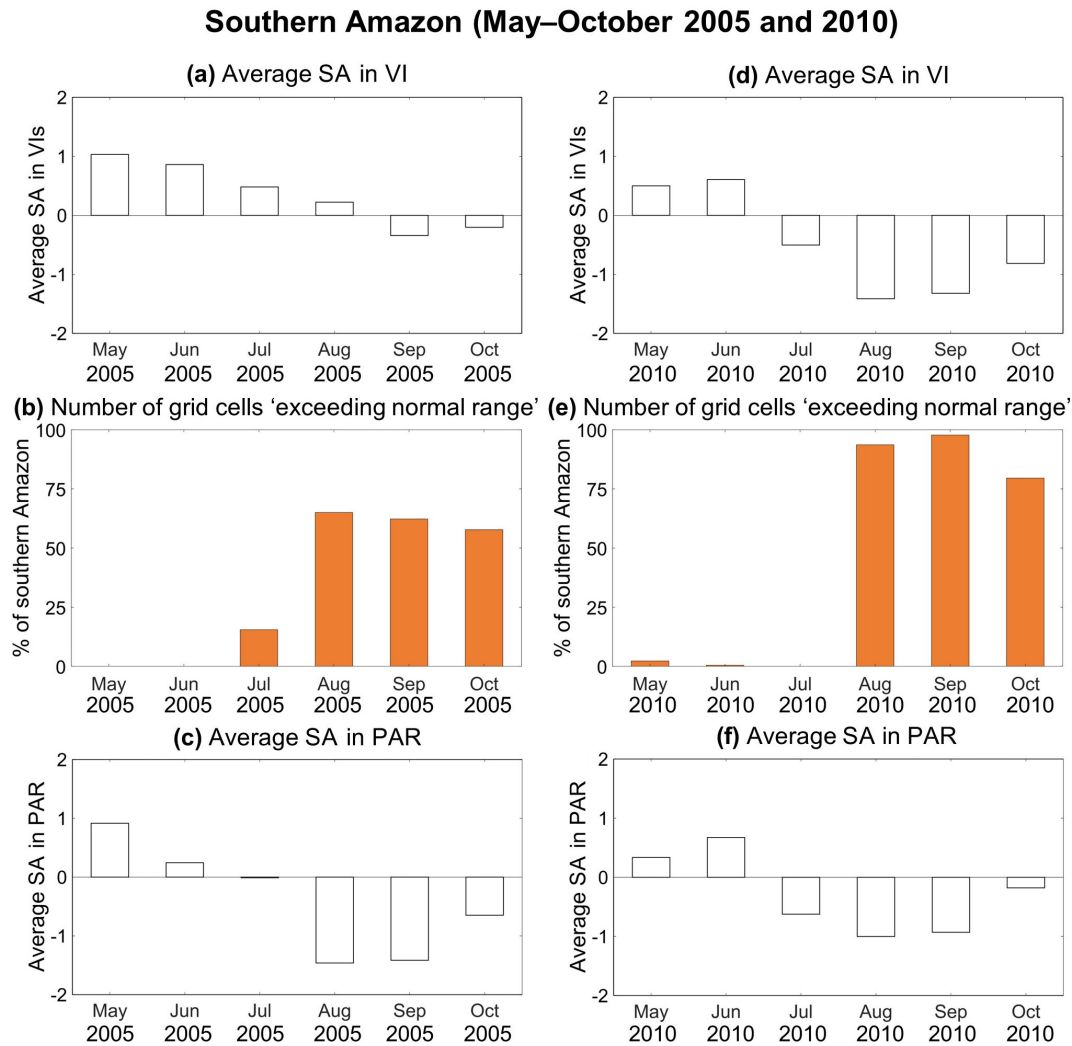 Southern Amazon (May–October 2005 and 2010)
(a) Average SA in VI
Average SA in VIs
2
1
0
-1
-2
May Jun Jul Aug Sep Oct
2005 2005 2005 2005 2005 2005
(d) Average SA in VI
Average SA in VIs
2
1
0
-1
-2
May Jun Jul Aug Sep Oct
2010 2010 2010 2010 2010 2010
(b) Number of grid cells ‘exceeding normal range’
% of southern Amazon
100
75
50
25
0
May Jun Jul Aug Sep Oct
2005 2005 2005 2005 2005 2005
(e) Number of grid cells ‘exceeding normal range’
% of southern Amazon
100
75
50
25
0
May Jun Jul Aug Sep Oct
2010 2010 2010 2010 2010 2010
(c) Average SA in PAR
Average SA in PAR
2
1
0
-1
-2
May Jun Jul Aug Sep Oct
2005 2005 2005 2005 2005 2005
(f) Average SA in PAR
Average SA in PAR
2
1
0
-1
-2
May Jun Jul Aug Sep Oct
2010 2010 2010 2010 2010 2010